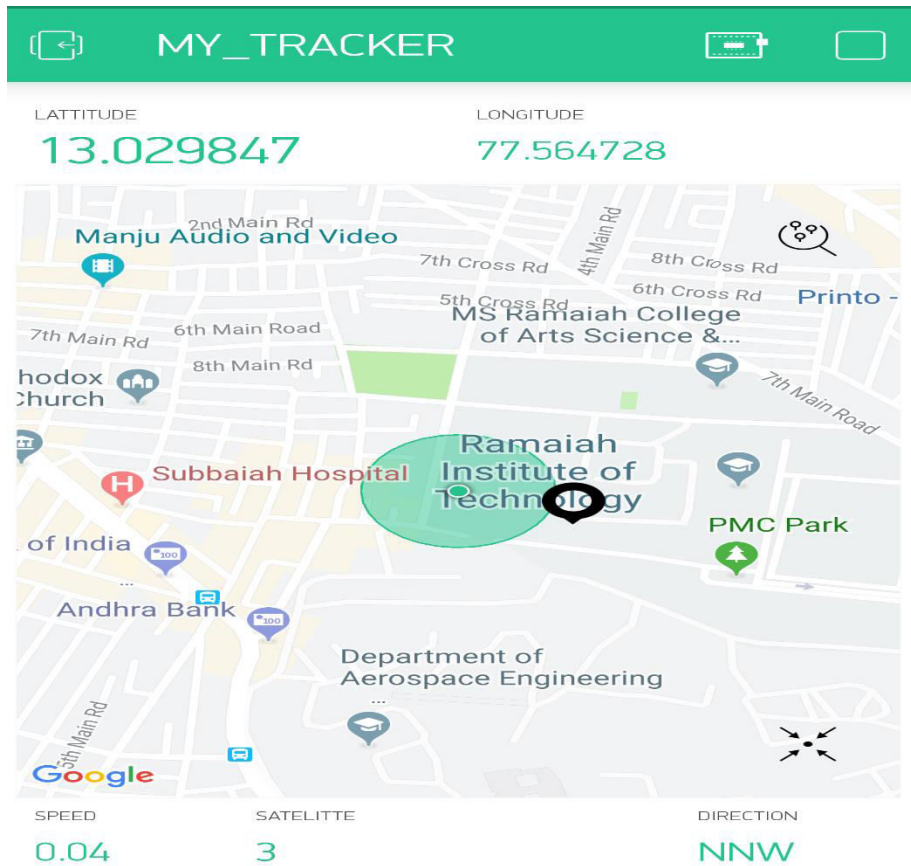 MY_TRACKER
LATTITUDE
LONGITUDE
13.029847
77.564728
2nd Main Rd
Manju Audio and Video
4th Main Rd
7th Cross Rd
8th Cross Rd
5th Cross Rd
6th Cross Rd
Printo -
MS Ramaiah College
of Arts Science &...
7th Main Rd
6th Main Road
8th Main Rd
hodox
Church
7th Main Road
Ramaiah
Institute of
Technology
Subbaiah Hospital
H
PMC Park
of India
100
...
Andhra Bank
100
Department of
Aerospace Engineering
...
5th Main Rd
Google
SPEED
SATELITTE
DIRECTION
0.04
3
NNW